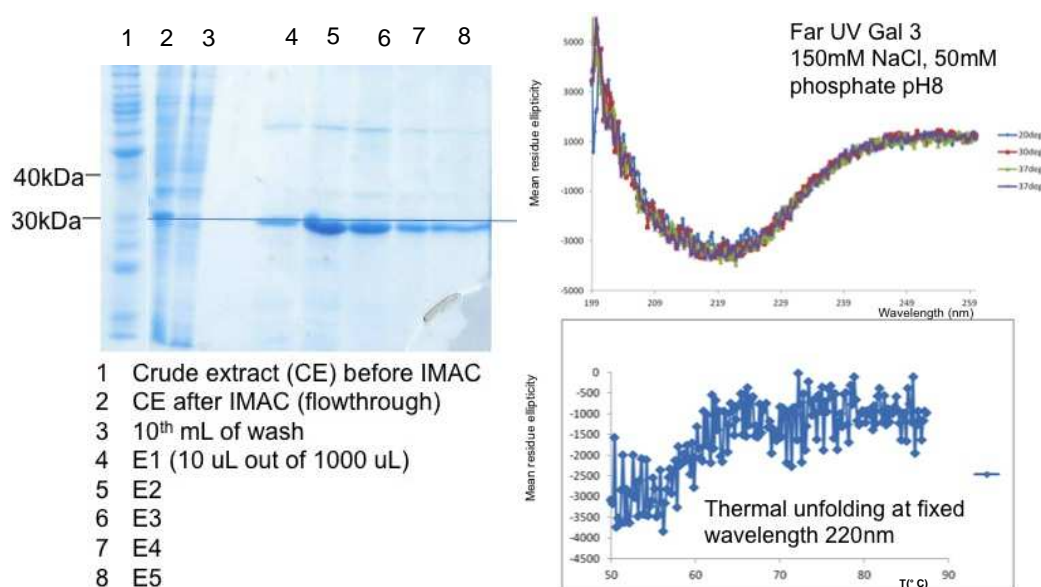 1 2 3 4 5 6 7 8
40kDa
30kDa
1 Crude extract (CE) before IMAC
2 CE after IMAC (flowthrough)
3 10th mL of wash
4 E1 (10 uL out of 1000 uL)
5 E2
6 E3
7 E4
8 E5
Far UV Gal 3
150mM NaCl, 50mM
phosphate pH8
Mean residue ellipticity
5000
3000
1000
-1000
-3000
-5000
199 209 219 229 239 249 259
Wavelength (nm)
20deg
30deg
37deg
37deg
Mean residue ellipticity
0
-500
-1000
-1500
-2000
-2500
-3000
-3500
-4000
-4500
50 60 70 80 90
T(° C)
Thermal unfolding at fixed
wavelength 220nm